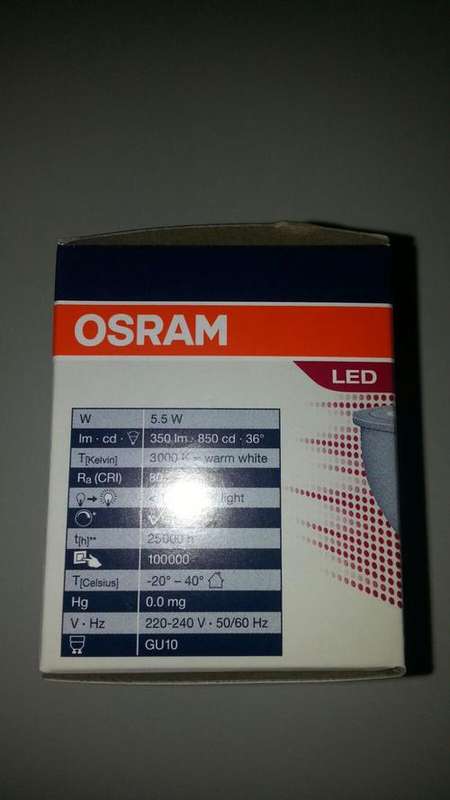 OSRAM
LED
W 5.5 W
lm · cd · 350 lm · 850 cd · 36°
T[Kelvin] 3000 K – warm white
Ra (CRI)
light
t[h]** 25000 h
100000
T[Celsius] -20° – 40°
Hg 0.0 mg
V · Hz 220-240 V · 50/60 Hz
GU10